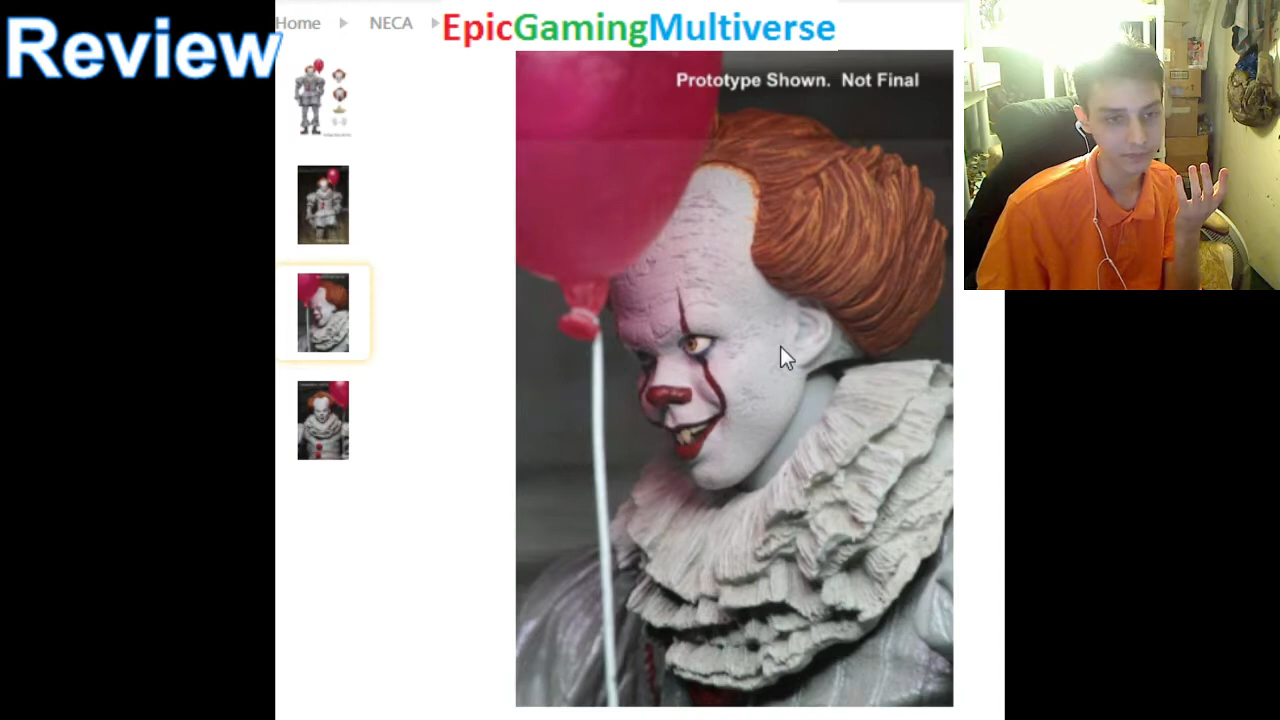 Review
Home NECA
EpicGamingMultiverse
Prototype Shown. Not Final